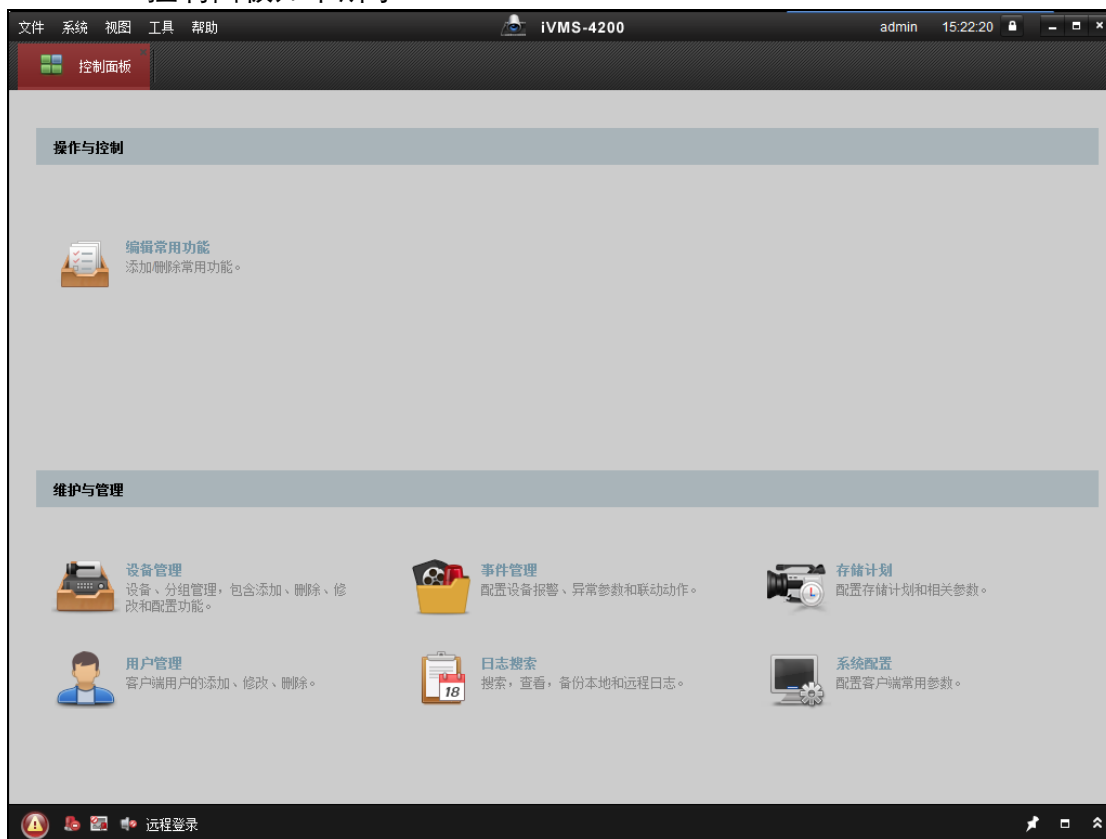 文件 系统 视图 工具 帮助 iVMS-4200 admin 15:22:20
控制面板
操作与控制
编辑常用功能
添加/删除常用功能。
维护与管理
设备管理
设备、分组管理，包含添加、删除、修
改和配置功能。
事件管理
配置设备报警、异常参数和联动动作。
存储计划
配置存储计划和相关参数。
用户管理
客户端用户的添加、修改、删除。
18
日志搜索
搜索，查看，备份本地和远程日志。
系统配置
配置客户端常用参数。
远程登录